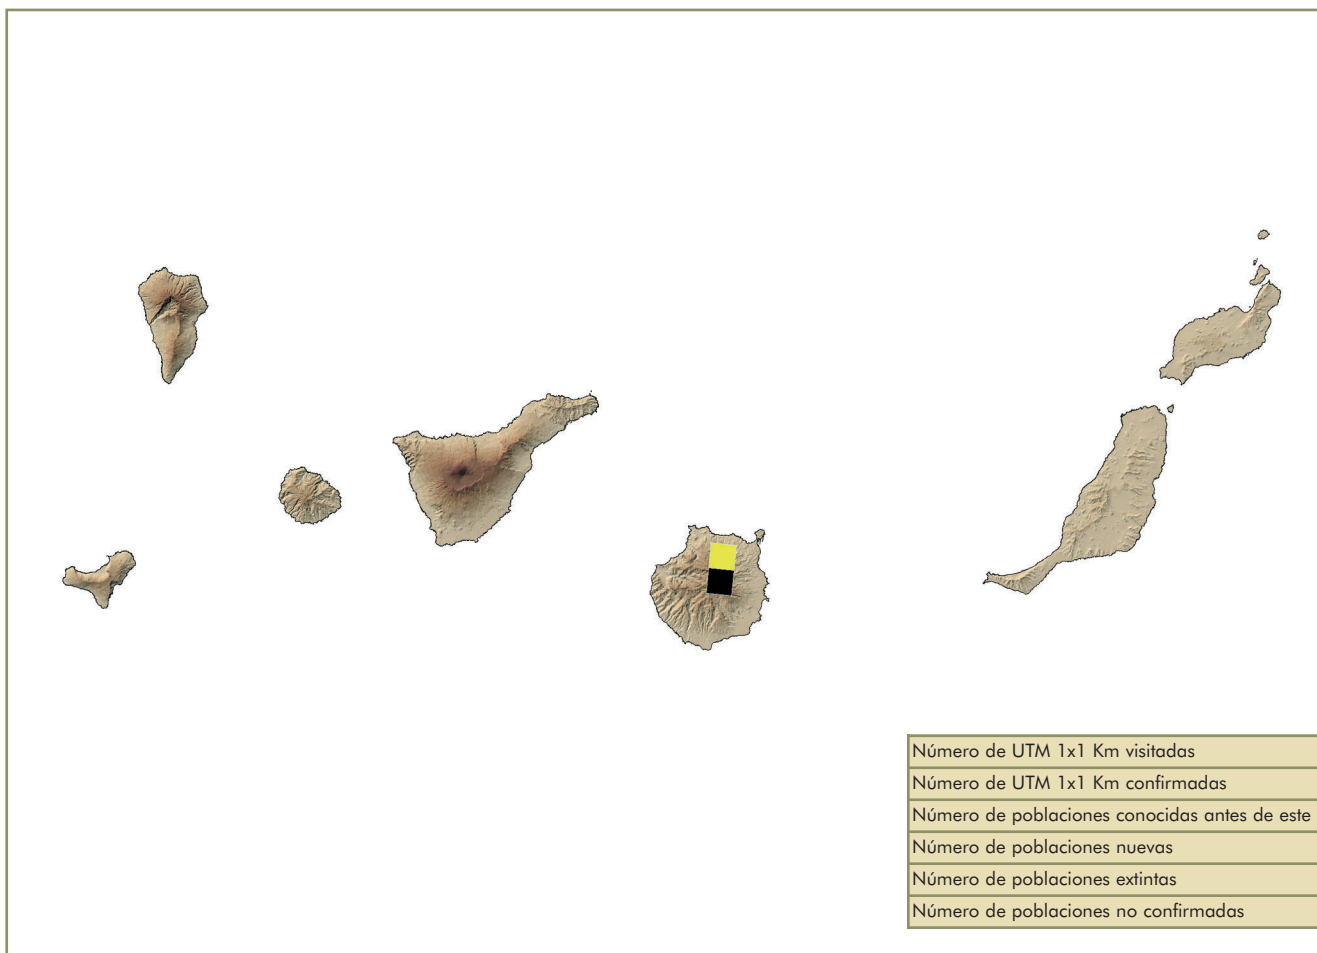 Número de UTM 1x1 Km visitadas
Número de UTM 1x1 Km confirmadas
Número de poblaciones conocidas antes de este
Número de poblaciones nuevas
Número de poblaciones extintas
Número de poblaciones no confirmadas